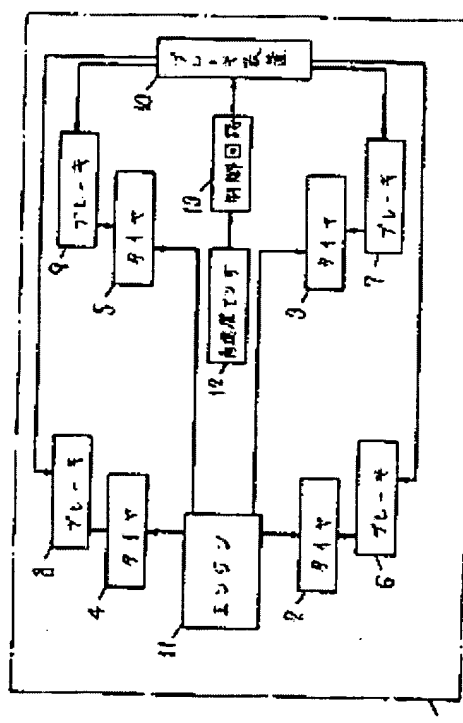 8
ブレーキ
9
ブレーキ
4
タイヤ
5
タイヤ
11
エンジン
12
角速度センサ
13
制御回路
10
ブレーキ装置
2
タイヤ
3
タイヤ
6
ブレーキ
7
ブレーキ